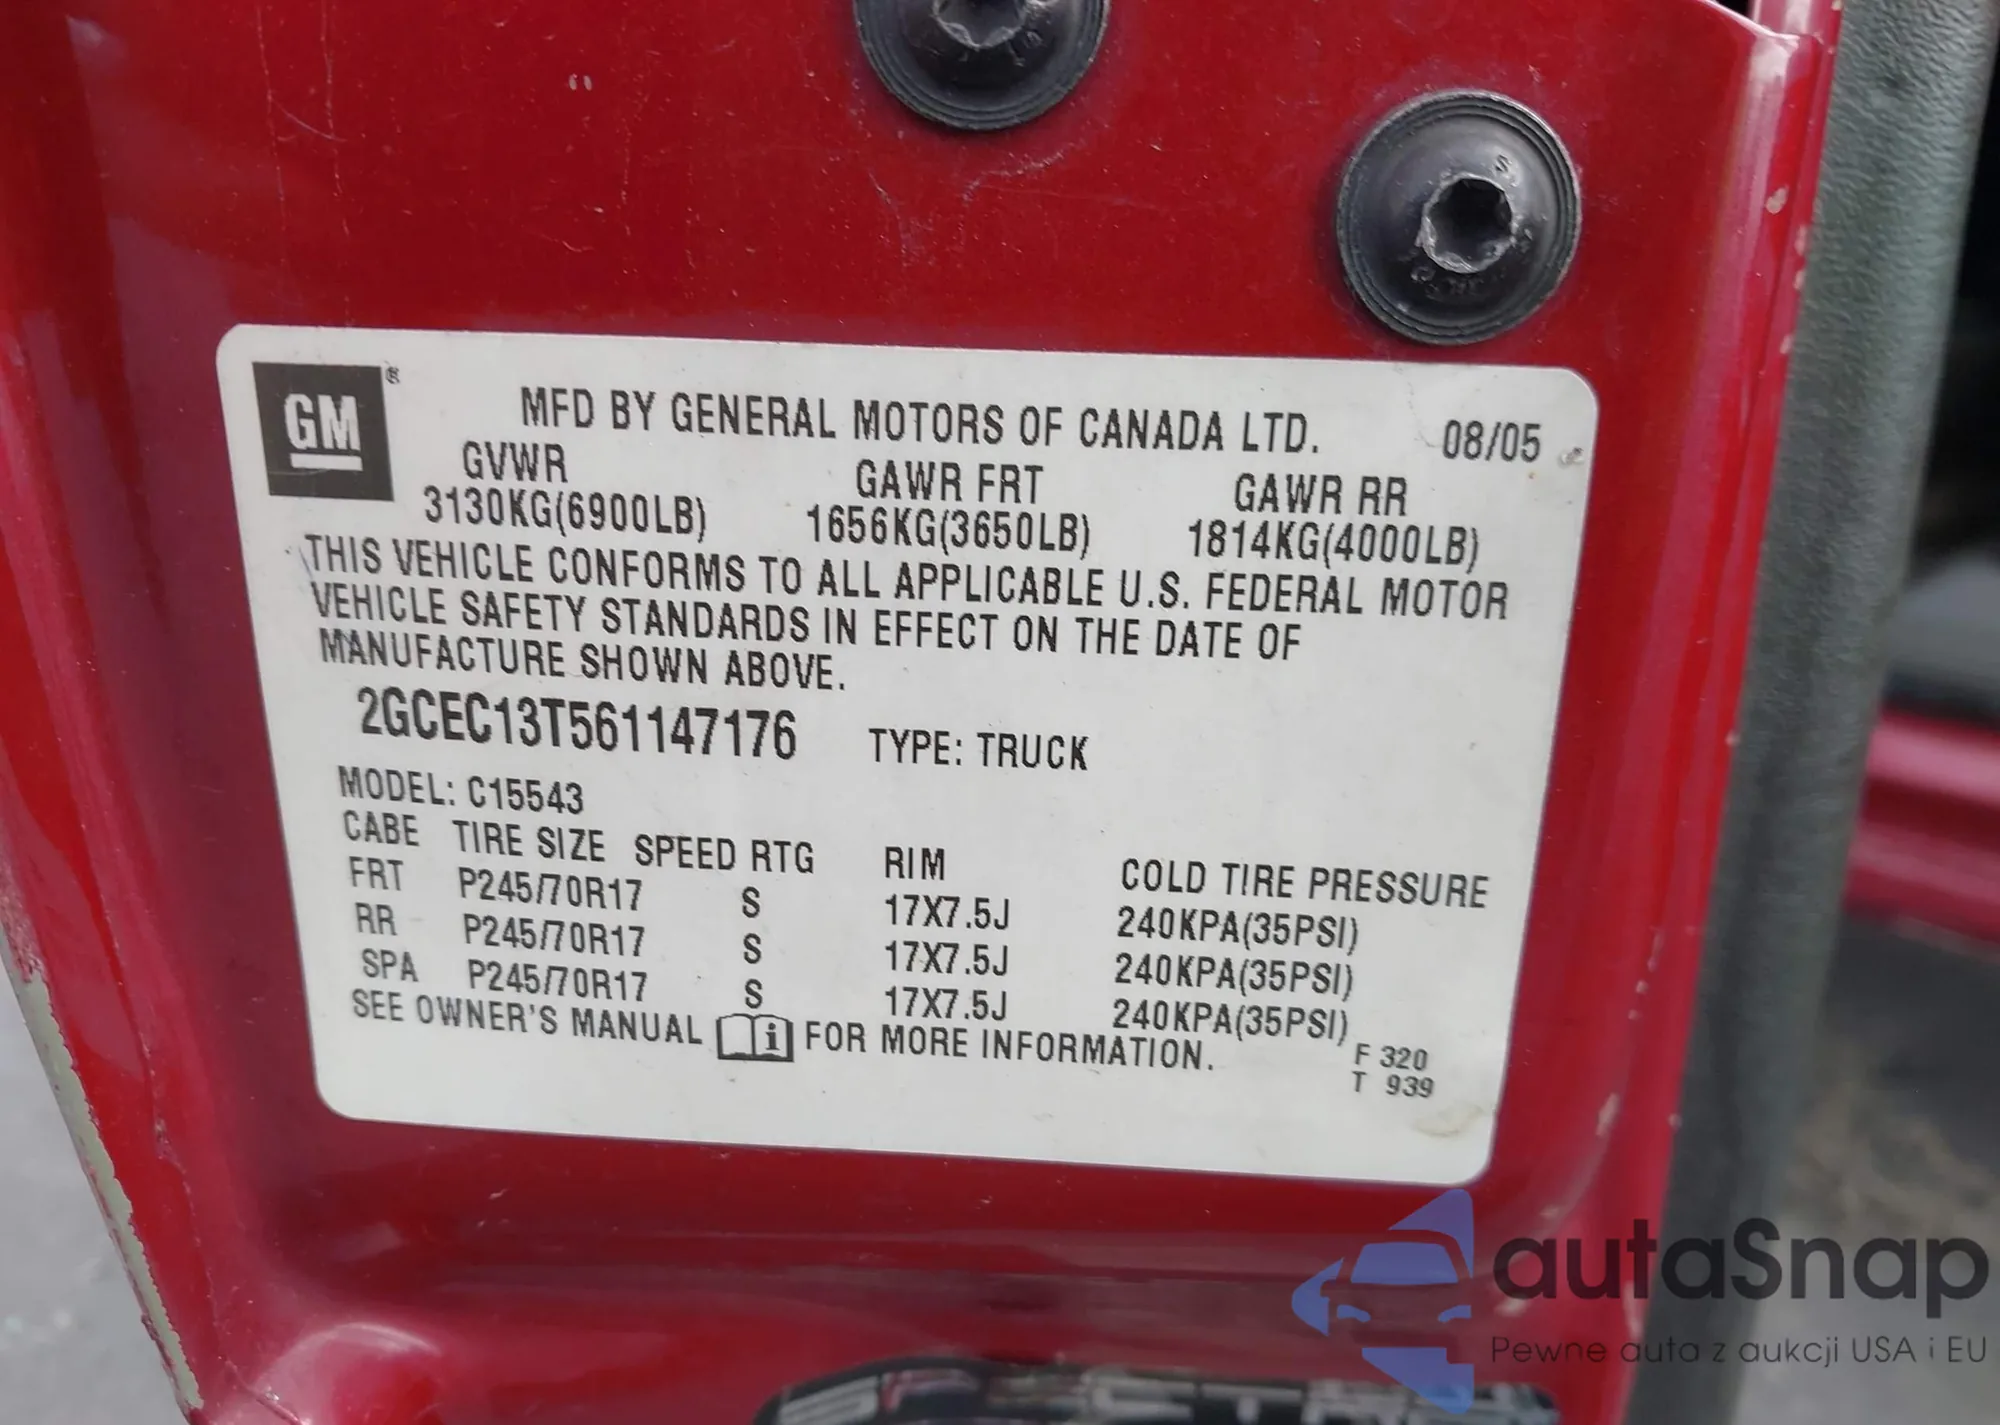 GM®
MFD BY GENERAL MOTORS OF CANADA LTD. 08/05
GVWR GAWR FRT GAWR RR
3130KG(6900LB) 1656KG(3650LB) 1814KG(4000LB)
THIS VEHICLE CONFORMS TO ALL APPLICABLE U.S. FEDERAL MOTOR
VEHICLE SAFETY STANDARDS IN EFFECT ON THE DATE OF
MANUFACTURE SHOWN ABOVE.
2GCEC13T561147176 TYPE: TRUCK
MODEL: C15543
CABE TIRE SIZE SPEED RTG RIM COLD TIRE PRESSURE
FRT P245/70R17 S 17X7.5J 240KPA(35PSI)
RR P245/70R17 S 17X7.5J 240KPA(35PSI)
SPA P245/70R17 S 17X7.5J 240KPA(35PSI)
SEE OWNER'S MANUAL i FOR MORE INFORMATION.
F 320
T 939
autaSnap
Pewne auta z aukcji USA i EU